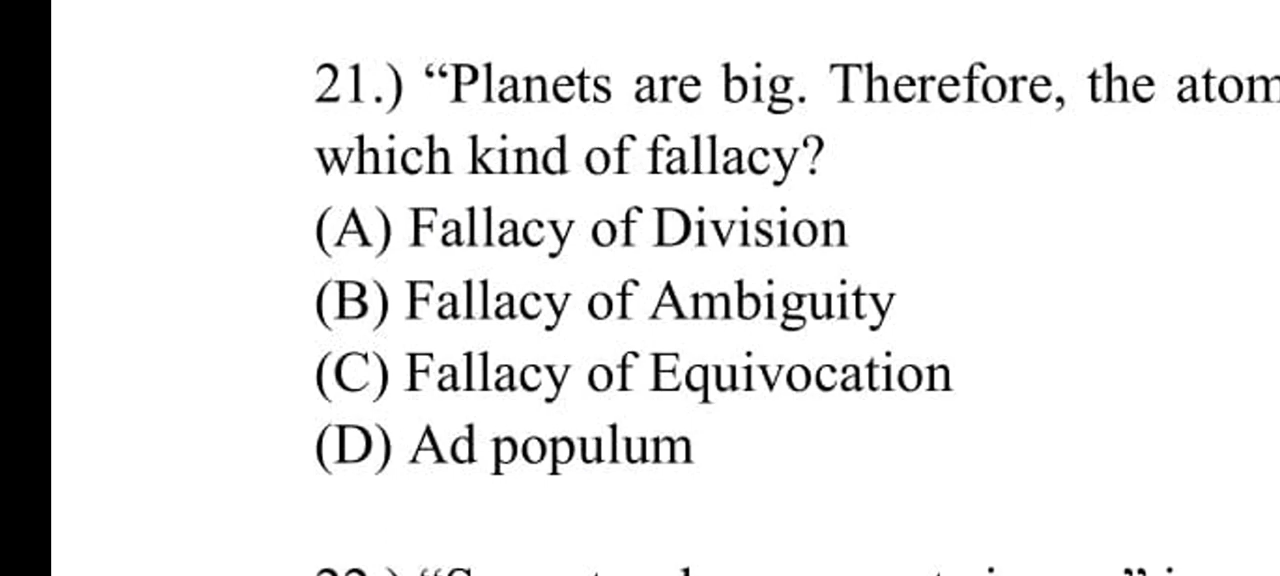 21.) “Planets are big. Therefore, the atom
which kind of fallacy?
(A) Fallacy of Division
(B) Fallacy of Ambiguity
(C) Fallacy of Equivocation
(D) Ad populum